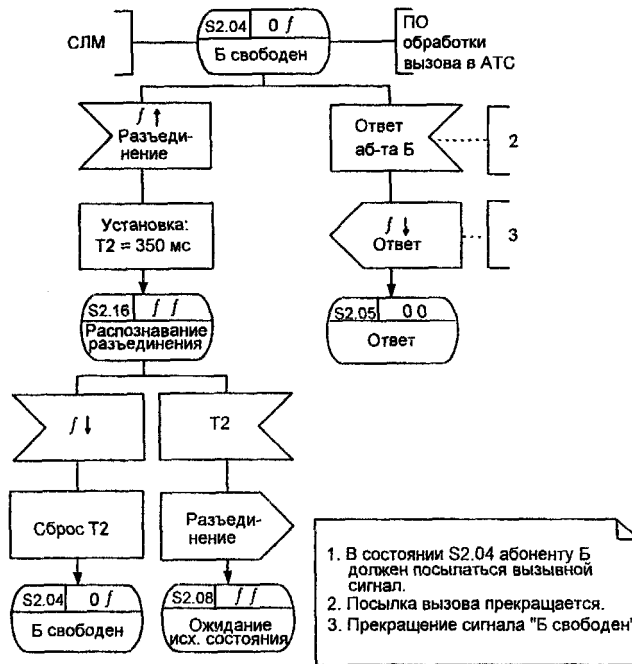 СЛМ
S2.04
0 f
Б свободен
ПО
обработки
вызова в АТС
f ↑
Разъеди-
нение
Ответ
аб-та Б
2
Установка:
T2 = 350 мс
f ↓
Ответ
3
S2.16
f f
Распознавание
разъединения
S2.05
0 0
Ответ
f ↓
T2
Сброс T2
Разъеди-
нение
S2.04
0 f
Б свободен
S2.08
f f
Ожидание
исх. состояния
1. В состоянии S2.04 абоненту Б
должен посылаться вызывной
сигнал.
2. Посылка вызова прекращается.
3. Прекращение сигнала "Б свободен"